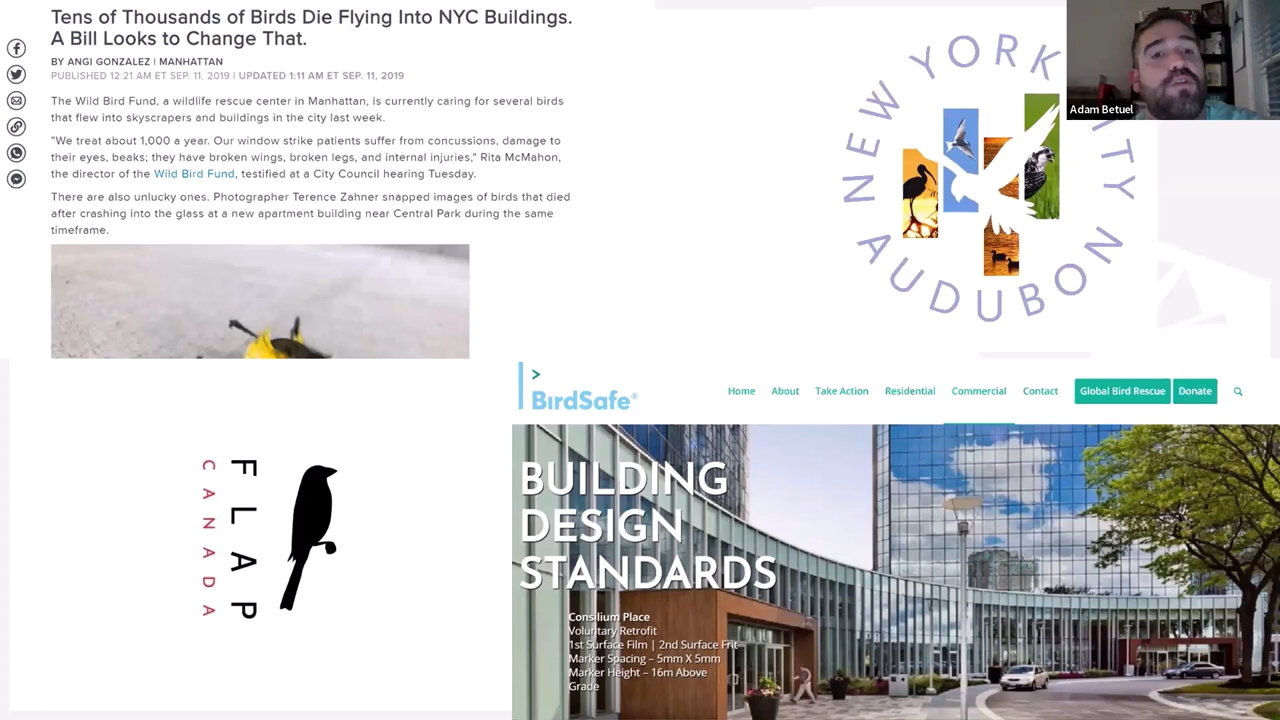 Tens of Thousands of Birds Die Flying Into NYC Buildings.
A Bill Looks to Change That.
BY ANGI GONZALEZ | MANHATTAN
PUBLISHED 12:21 AM ET SEP. 11, 2019 | UPDATED 1:11 AM ET SEP. 11, 2019
The Wild Bird Fund, a wildlife rescue center in Manhattan, is currently caring for several birds
that flew into skyscrapers and buildings in the city last week.
"We treat about 1,000 a year. Our window strike patients suffer from concussions, damage to
their eyes, beaks; they have broken wings, broken legs, and internal injuries," Rita McMahon,
the director of the Wild Bird Fund, testified at a City Council hearing Tuesday.
There are also unlucky ones. Photographer Terence Zahner snapped images of birds that died
after crashing into the glass at a new apartment building near Central Park during the same
timeframe.
NEW YORK ITY
AUDUBON
Adam Betuel
FLAP
CANADA
BirdSafe®
Home About Take Action Residential Commercial Contact Global Bird Rescue Donate
BUILDING
DESIGN
STANDARDS
Consilium Place
Voluntary Retrofit
1st Surface Film | 2nd Surface Frit
Marker Spacing – 5mm X 5mm
Marker Height – 16m Above
Grade